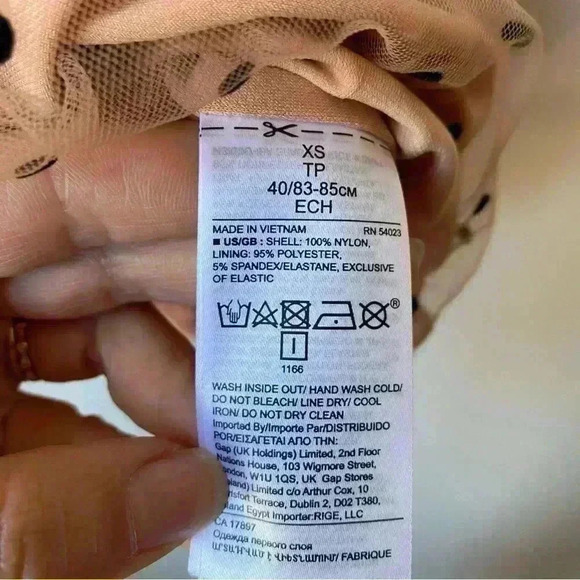 XS
TP
40/83-85CM
ECH
MADE IN VIETNAM RN 54023
■ US/GB : SHELL: 100% NYLON,
LINING: 95% POLYESTER,
5% SPANDEX/ELASTANE, EXCLUSIVE
OF ELASTIC
®
1166
WASH INSIDE OUT/ HAND WASH COLD/
DO NOT BLEACH/ LINE DRY/ COOL
IRON/ DO NOT DRY CLEAN
Imported By/Importe Par/DISTRIBUIDO
POR/ΕΙΣΑΓΕΤΑΙ ΑΠΟ ΤΗΝ:
Gap (UK Holdings) Limited, 2nd Floor
Nations House, 103 Wigmore Street,
London, W1U 1QS, UK Gap Stores
land) Limited c/o Arthur Cox, 10
rlsfort Terrace, Dublin 2, D02 T380,
land Egypt Importer:RIGE, LLC
CA 17897
Одежда первого слоя
FABRIQUE